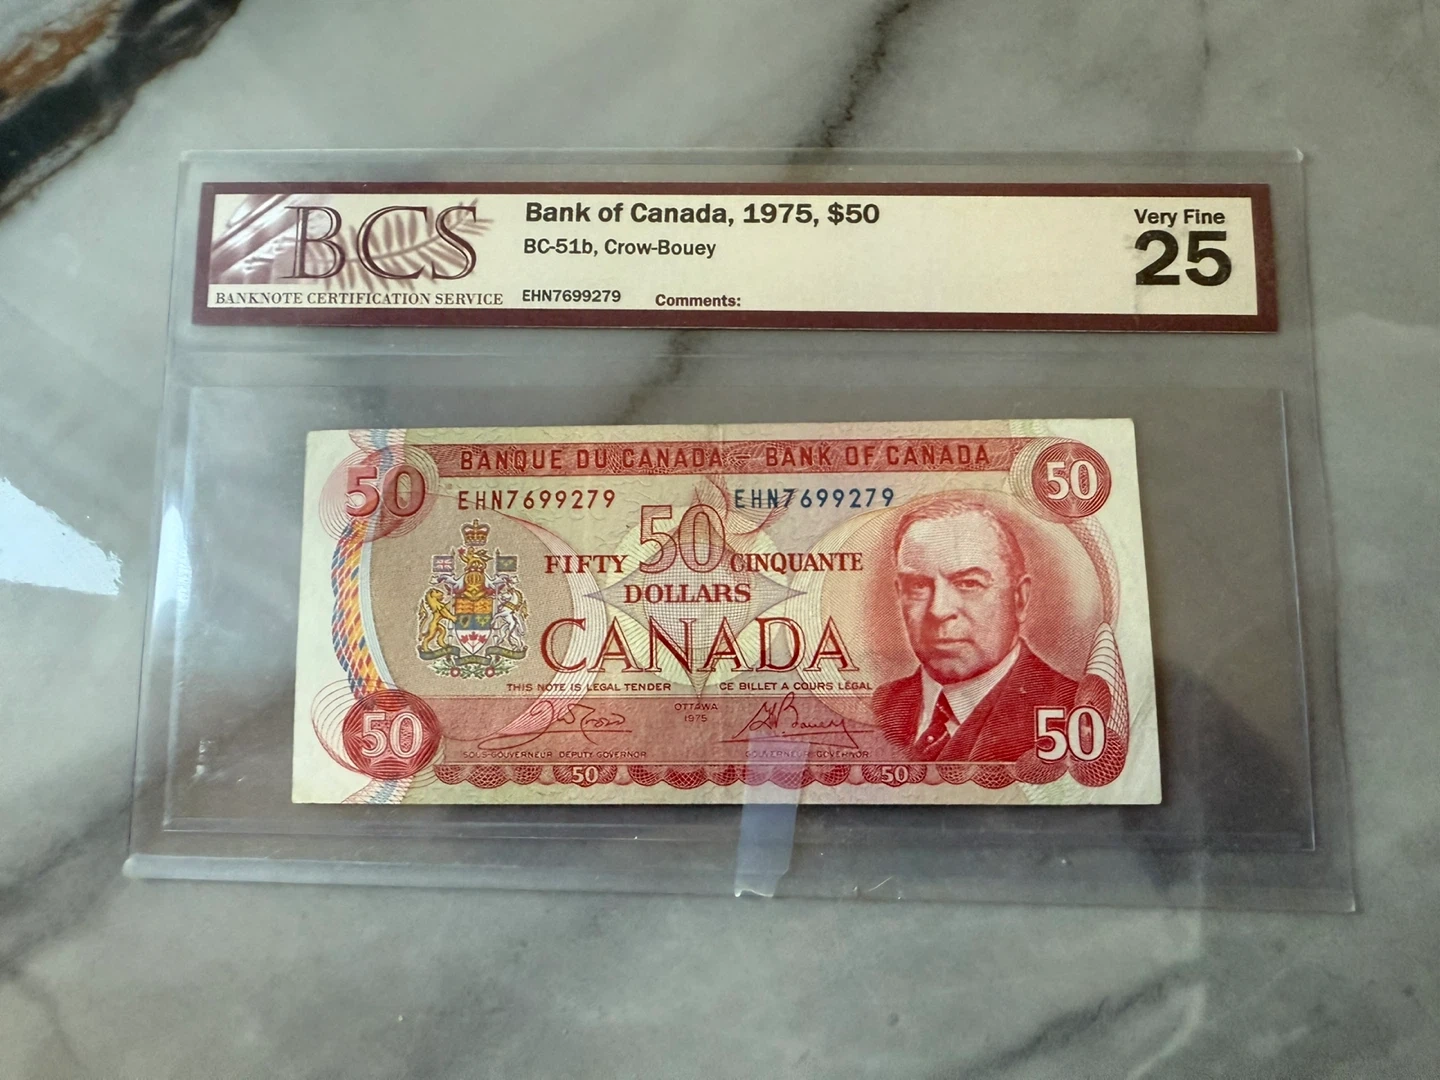 BCS
BANKNOTE CERTIFICATION SERVICE
Bank of Canada, 1975, $50
BC-51b, Crow-Bouey
EHN7699279 Comments:
Very Fine
25
BANQUE DU CANADA – BANK OF CANADA
50 50
EHN7699279 EHN7699279
50
FIFTY CINQUANTE
DOLLARS
CANADA
THIS NOTE IS LEGAL TENDER CE BILLET A COURS LÉGAL
OTTAWA
1975
50 50
SOUS-GOUVERNEUR DEPUTY-GOVERNOR GOUVERNEUR GOVERNOR
50 50